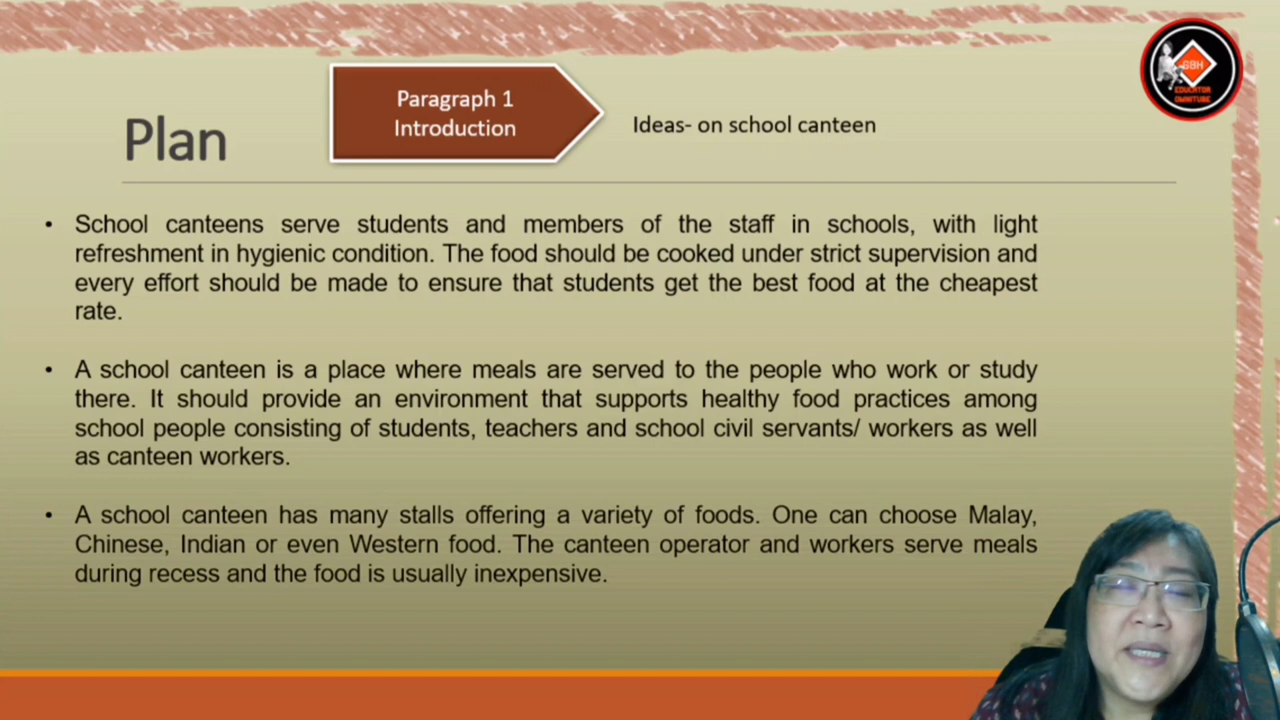 Plan
Paragraph 1
Introduction
Ideas- on school canteen
GBH
EDUCATOR
OMNITUBE
• School canteens serve students and members of the staff in schools, with light
refreshment in hygienic condition. The food should be cooked under strict supervision and
every effort should be made to ensure that students get the best food at the cheapest
rate.
• A school canteen is a place where meals are served to the people who work or study
there. It should provide an environment that supports healthy food practices among
school people consisting of students, teachers and school civil servants/ workers as well
as canteen workers.
• A school canteen has many stalls offering a variety of foods. One can choose Malay,
Chinese, Indian or even Western food. The canteen operator and workers serve meals
during recess and the food is usually inexpensive.